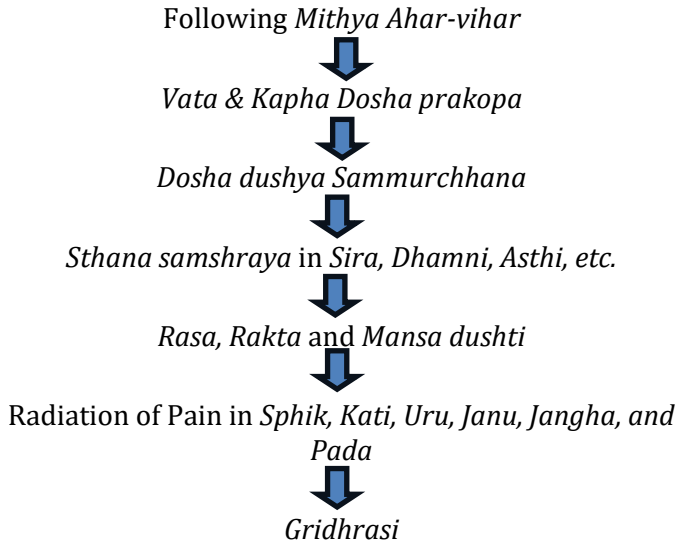 Following Mithya Ahar-vihar
Vata & Kapha Dosha prakopa
Dosha dushya Sammurchhana
Sthana samshraya in Sira, Dhamni, Asthi, etc.
Rasa, Rakta and Mansa dushti
Radiation of Pain in Sphik, Kati, Uru, Janu, Jangha, and
Pada
Gridhrasi